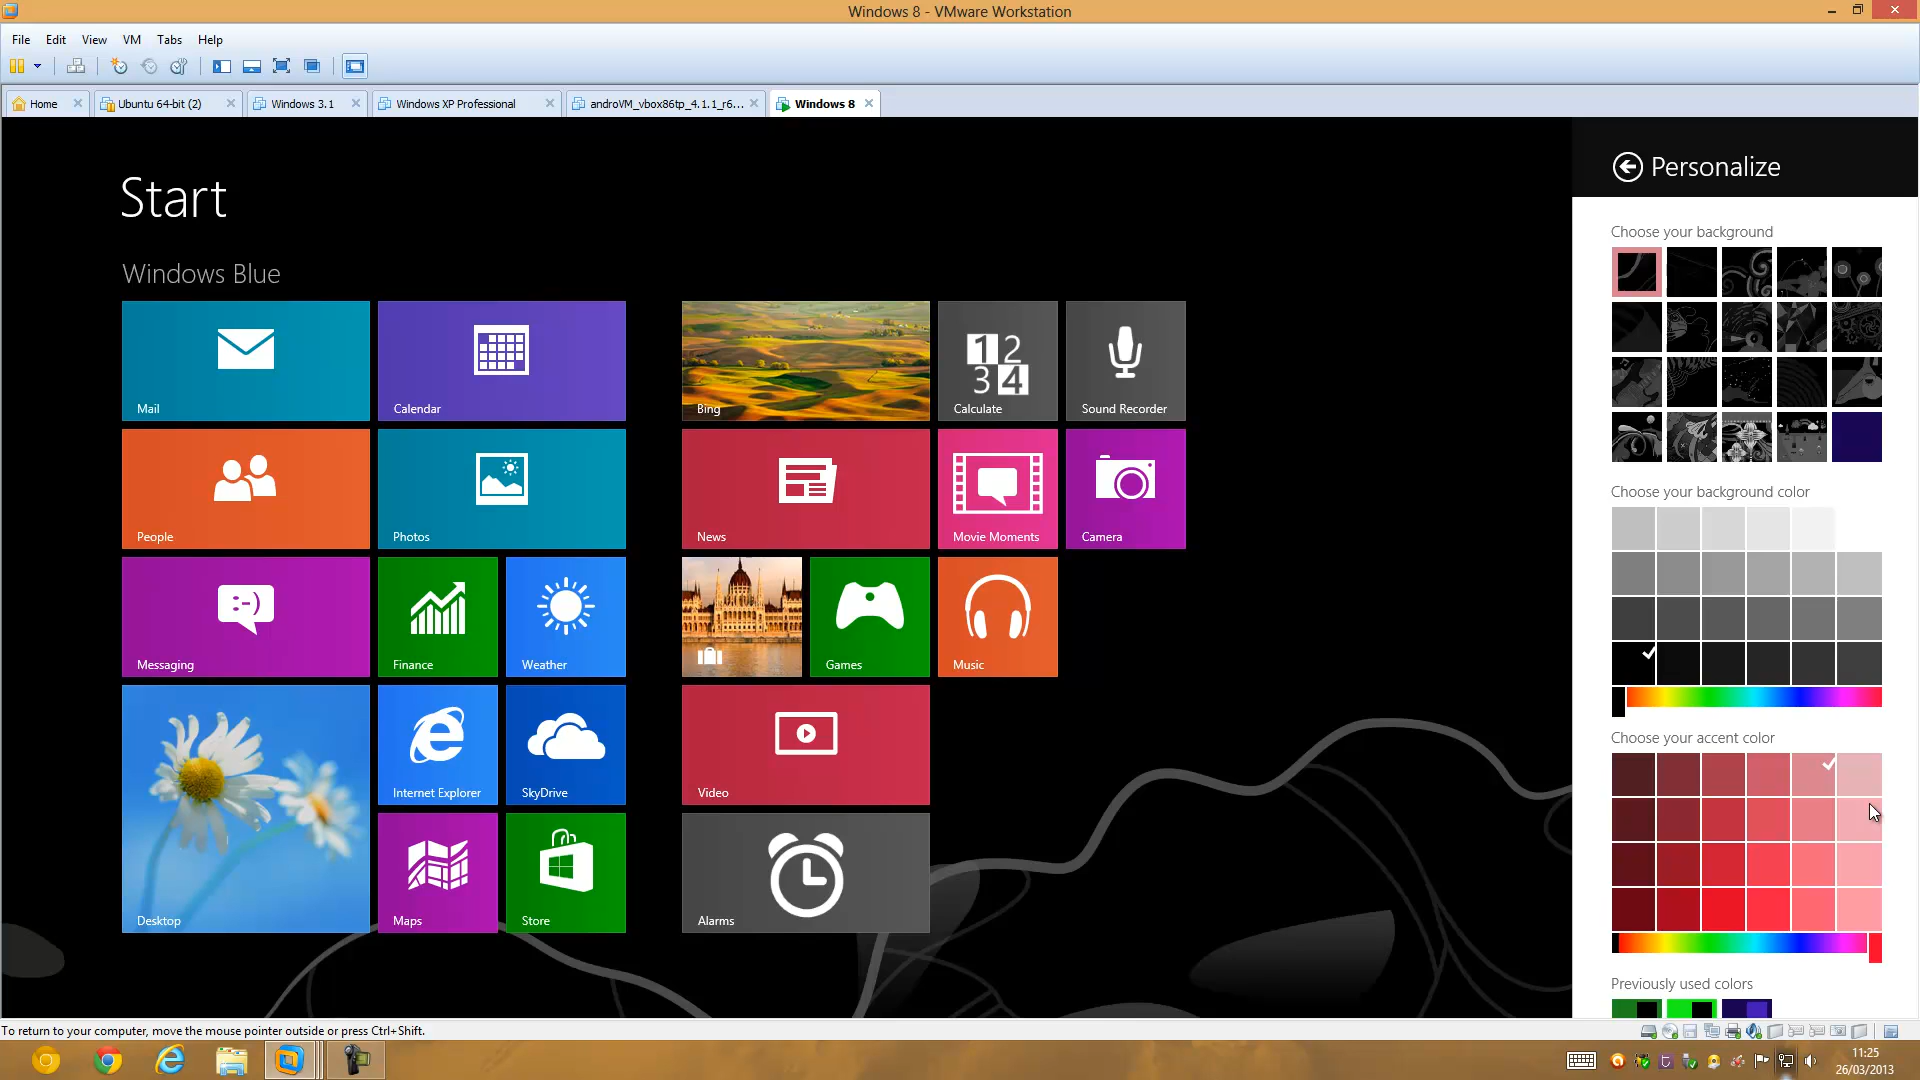 Windows 8 - VMware Workstation
File Edit View VM Tabs Help
Home Ubuntu 64-bit (2) Windows 3.1 Windows XP Professional androVM_vbox86tp_4.1.1_r6... Windows 8
Start
Windows Blue
Mail
Calendar
People
Photos
Messaging
Finance
Weather
Desktop
Internet Explorer
SkyDrive
Maps
Store
Bing
1 2
3 4
Calculate
Sound Recorder
News
Movie Moments
Camera
:-)
Games
Music
Video
Alarms
Personalize
Choose your background
Choose your background color
Choose your accent color
Previously used colors
To return to your computer, move the mouse pointer outside or press Ctrl+Shift.
11:25
26/03/2013